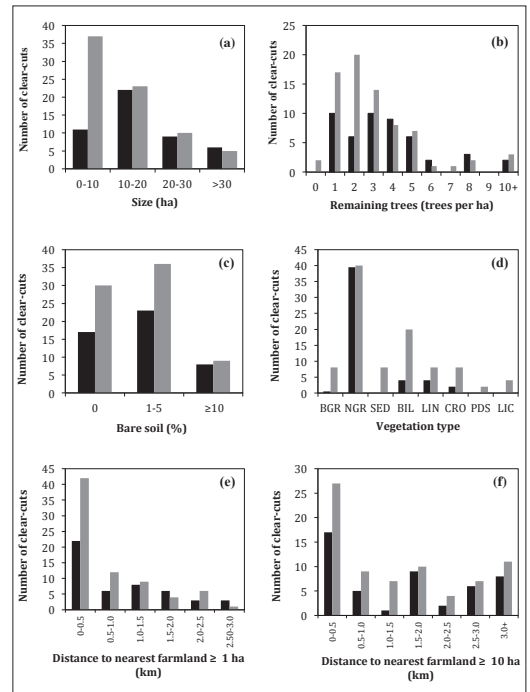 (a)
Number of clear-cuts
40
35
30
25
20
15
10
5
0
0-10 10-20 20-30 >30
Size (ha)
(b)
Number of clear-cuts
25
20
15
10
5
0
0 1 2 3 4 5 6 7 8 9 10+
Remaining trees (trees per ha)
(c)
Number of clear-cuts
40
35
30
25
20
15
10
5
0
0 1-5 ≥10
Bare soil (%)
(d)
Number of clear-cuts
45
40
35
30
25
20
15
10
5
0
BGR NGR SED BIL LIN CRO PDS LIC
Vegetation type
(e)
Number of clear-cuts
45
40
35
30
25
20
15
10
5
0
0-0.5 0.5-1.0 1.0-1.5 1.5-2.0 2.0-2.5 2.50-3.0
Distance to nearest farmland ≥ 1 ha
(km)
(f)
Number of clear-cuts
30
25
20
15
10
5
0
0-0.5 0.5-1.0 1.0-1.5 1.5-2.0 2.0-2.5 2.5-3.0 3.0+
Distance to nearest farmland ≥ 10 ha
(km)